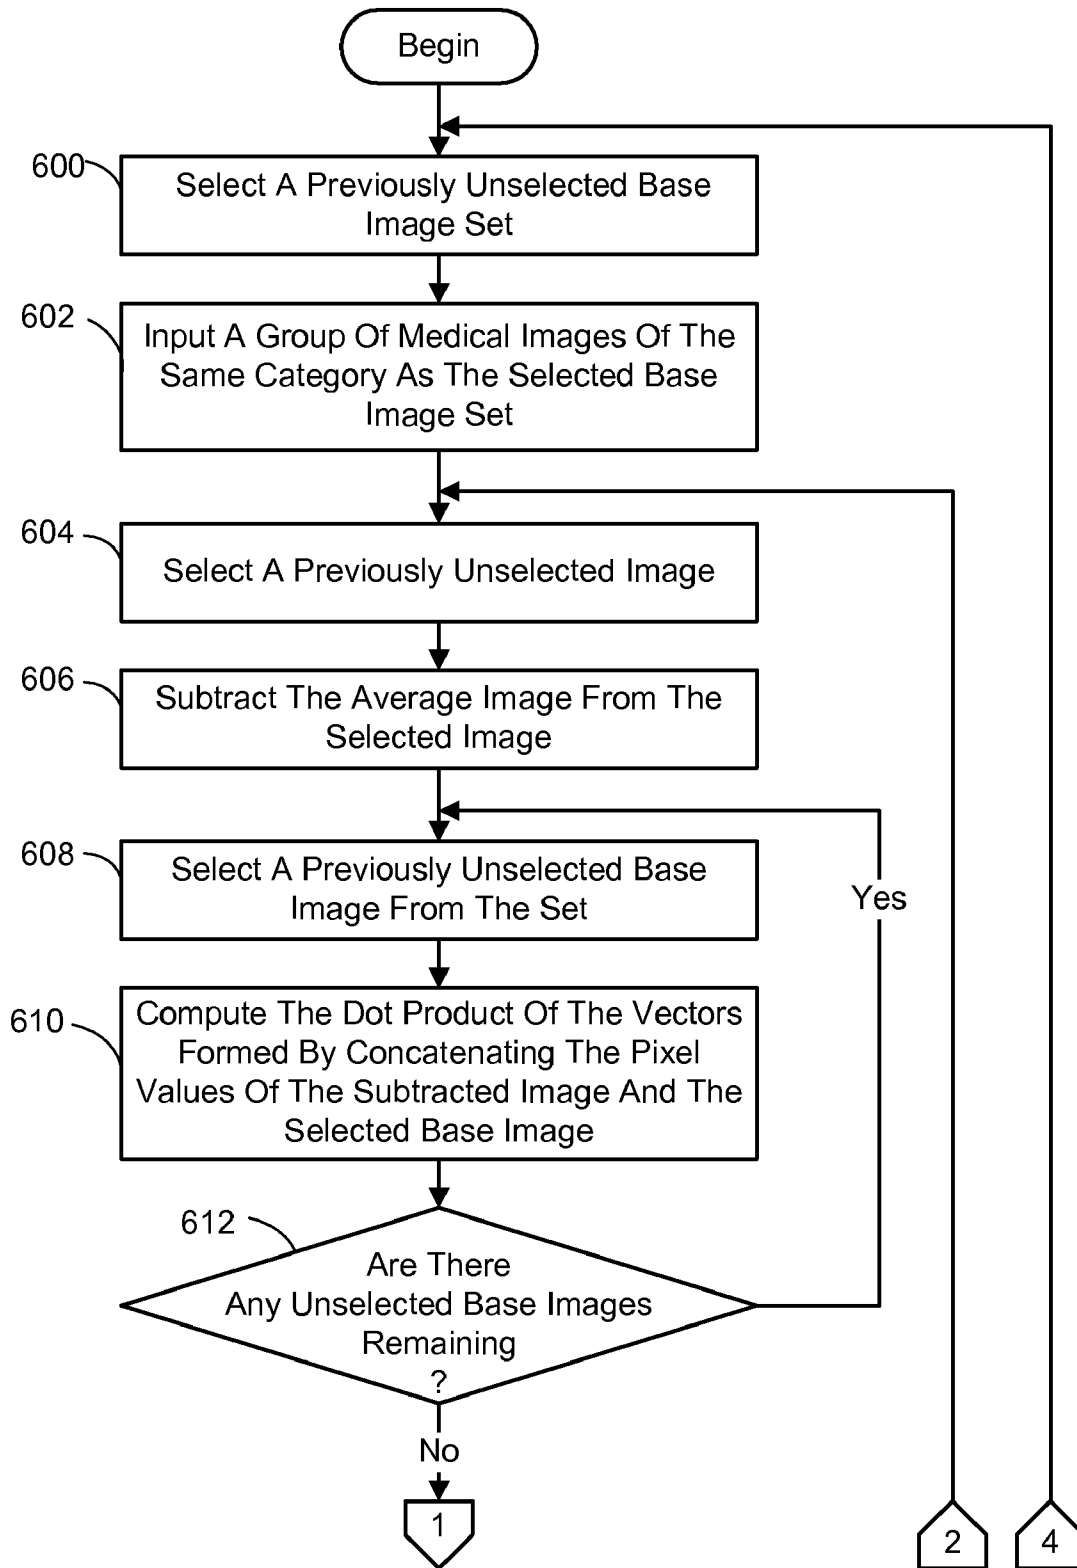 Begin
600
Select A Previously Unselected Base
Image Set
602
Input A Group Of Medical Images Of The
Same Category As The Selected Base
Image Set
604
Select A Previously Unselected Image
606
Subtract The Average Image From The
Selected Image
608
Select A Previously Unselected Base
Image From The Set
Yes
610
Compute The Dot Product Of The Vectors
Formed By Concatenating The Pixel
Values Of The Subtracted Image And The
Selected Base Image
612
Are There
Any Unselected Base Images
Remaining
?
No
1
2
4